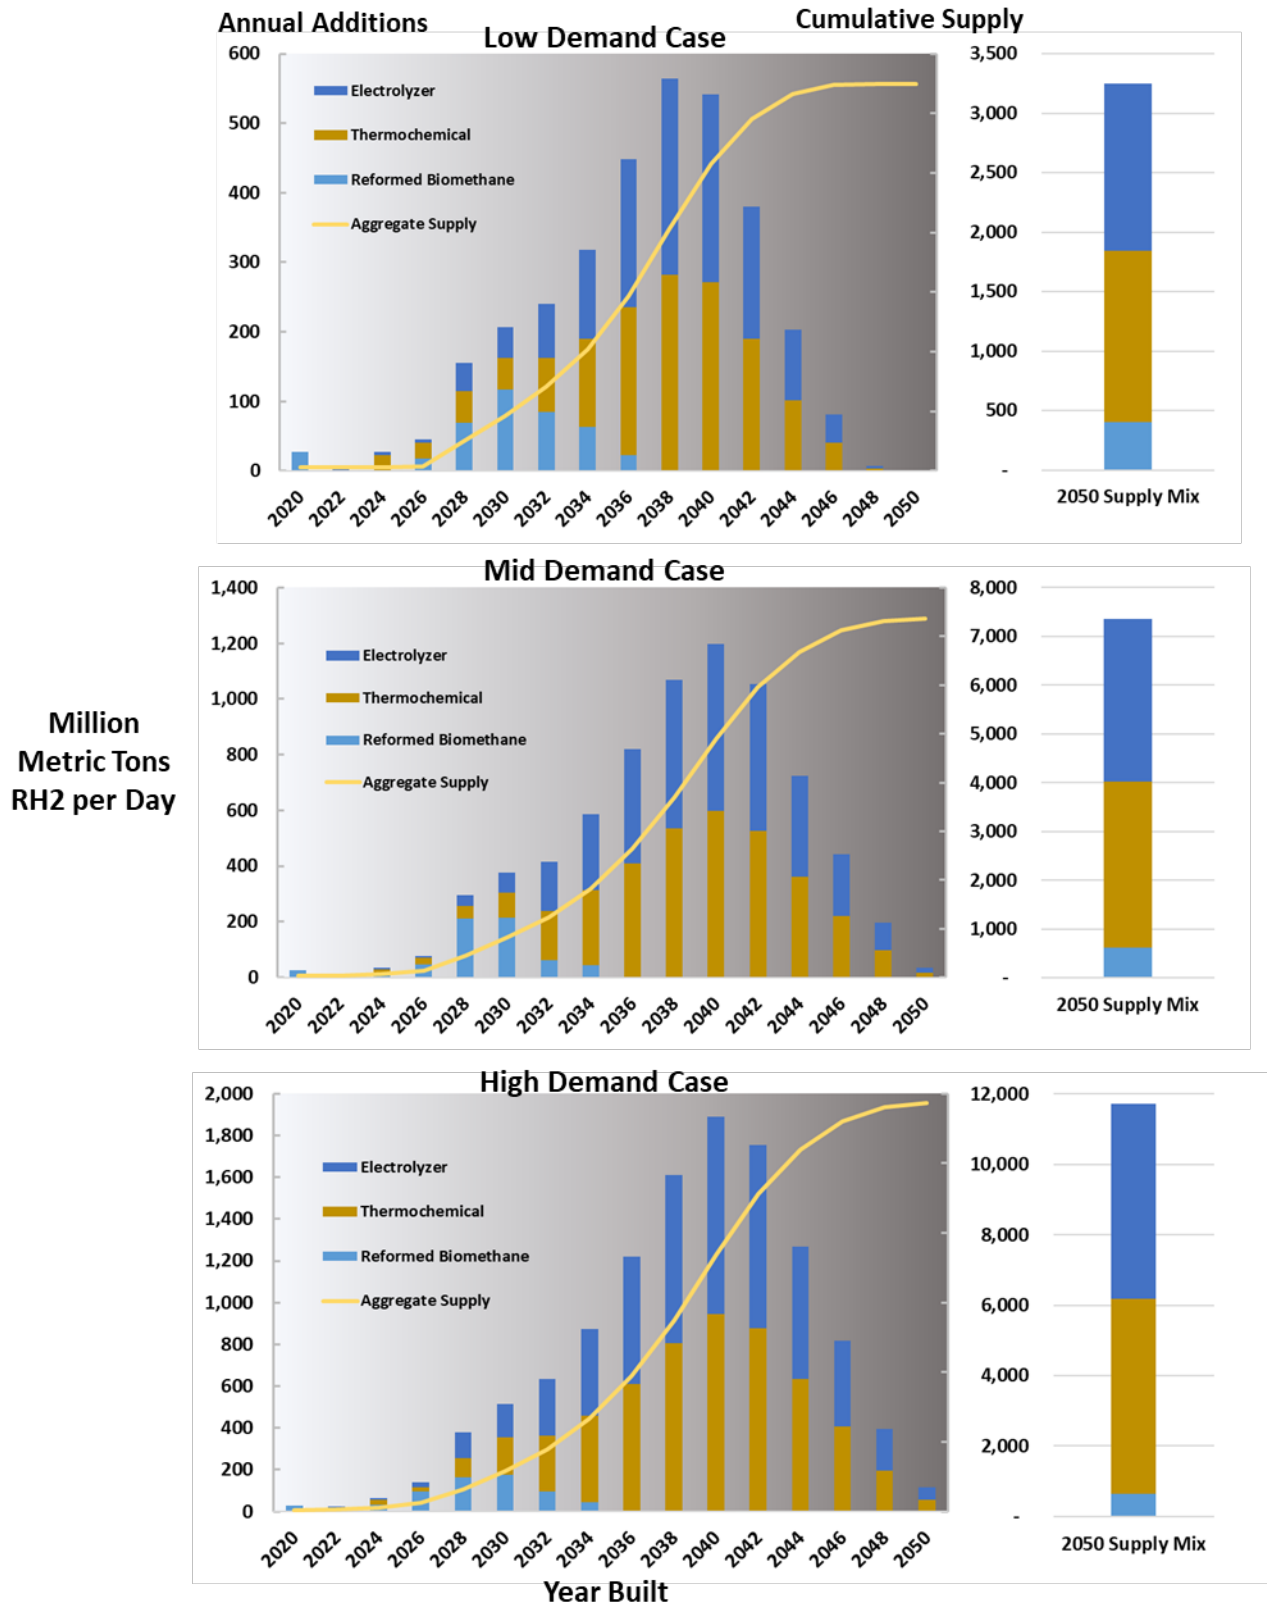 Annual Additions
Cumulative Supply
Low Demand Case
600
500
400
300
200
100
0
Electrolyzer
Thermochemical
Reformed Biomethane
Aggregate Supply
2020 2022 2024 2026 2028 2030 2032 2034 2036 2038 2040 2042 2044 2046 2048 2050
3,500
3,000
2,500
2,000
1,500
1,000
500
-
2050 Supply Mix
Million
Metric Tons
RH2 per Day
Mid Demand Case
1,400
1,200
1,000
800
600
400
200
0
Electrolyzer
Thermochemical
Reformed Biomethane
Aggregate Supply
2020 2022 2024 2026 2028 2030 2032 2034 2036 2038 2040 2042 2044 2046 2048 2050
8,000
7,000
6,000
5,000
4,000
3,000
2,000
1,000
-
2050 Supply Mix
High Demand Case
2,000
1,800
1,600
1,400
1,200
1,000
800
600
400
200
0
Electrolyzer
Thermochemical
Reformed Biomethane
Aggregate Supply
2020 2022 2024 2026 2028 2030 2032 2034 2036 2038 2040 2042 2044 2046 2048 2050
12,000
10,000
8,000
6,000
4,000
2,000
-
2050 Supply Mix
Year Built